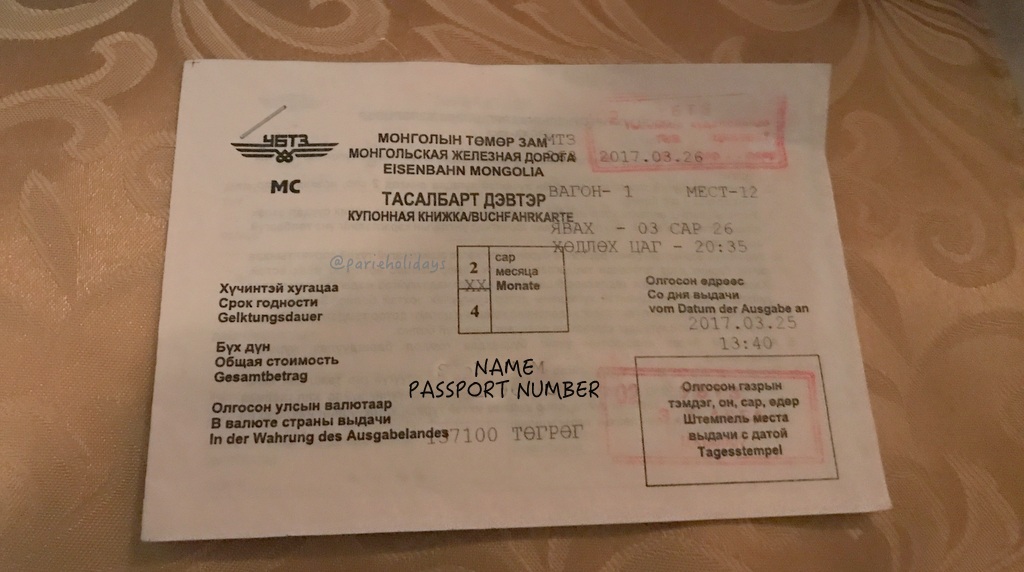 УБТЗ
МС
МОНГОЛЫН ТӨМӨР ЗАМ
МОНГОЛЬСКАЯ ЖЕЛЕЗНАЯ ДОРОГА
EISENBAHN MONGOLIA
МТЗ
2017.03.26
ТАСАЛБАРТ ДЭВТЭР
КУПОННАЯ КНИЖКА/BUCHFAHRKARTE
ВАГОН- 1 МЕСТ-12
ЯВАХ - 03 САР 26
ХӨДЛӨХ ЦАГ - 20:35
@parieholidays
2
XX
4
сар
месяца
Monate
Хүчинтэй хугацаа
Срок годности
Gelktungsdauer
Олгосон өдрөөс
Со дня выдачи
vom Datum der Ausgabe an
2017.03.25
13:40
Бүх дүн
Общая стоимость
Gesamtbetrag
NAME
PASSPORT NUMBER
Олгосон улсын валютаар
В валюте страны выдачи
In der Wahrung des Ausgabelandes
137100 ТӨГРӨГ
Олгосон газрын
тэмдэг, он, сар, өдөр
Штемпель места
выдачи с датой
Tagesstempel